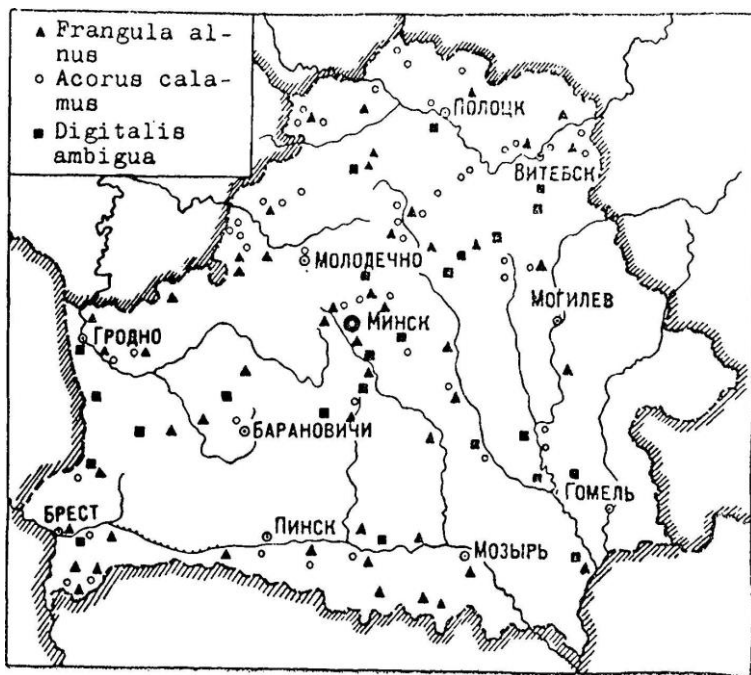 Frangula al-
nus
Acorus cala-
mus
Digitalis
ambigua
ПОЛОЦК
ВИТЕБСК
МОЛОДЕЧНО
МОГИЛЕВ
МИНСК
ГРОДНО
БАРАНОВИЧИ
ГОМЕЛЬ
БРЕСТ
ПИНСК
МОЗЫРЬ